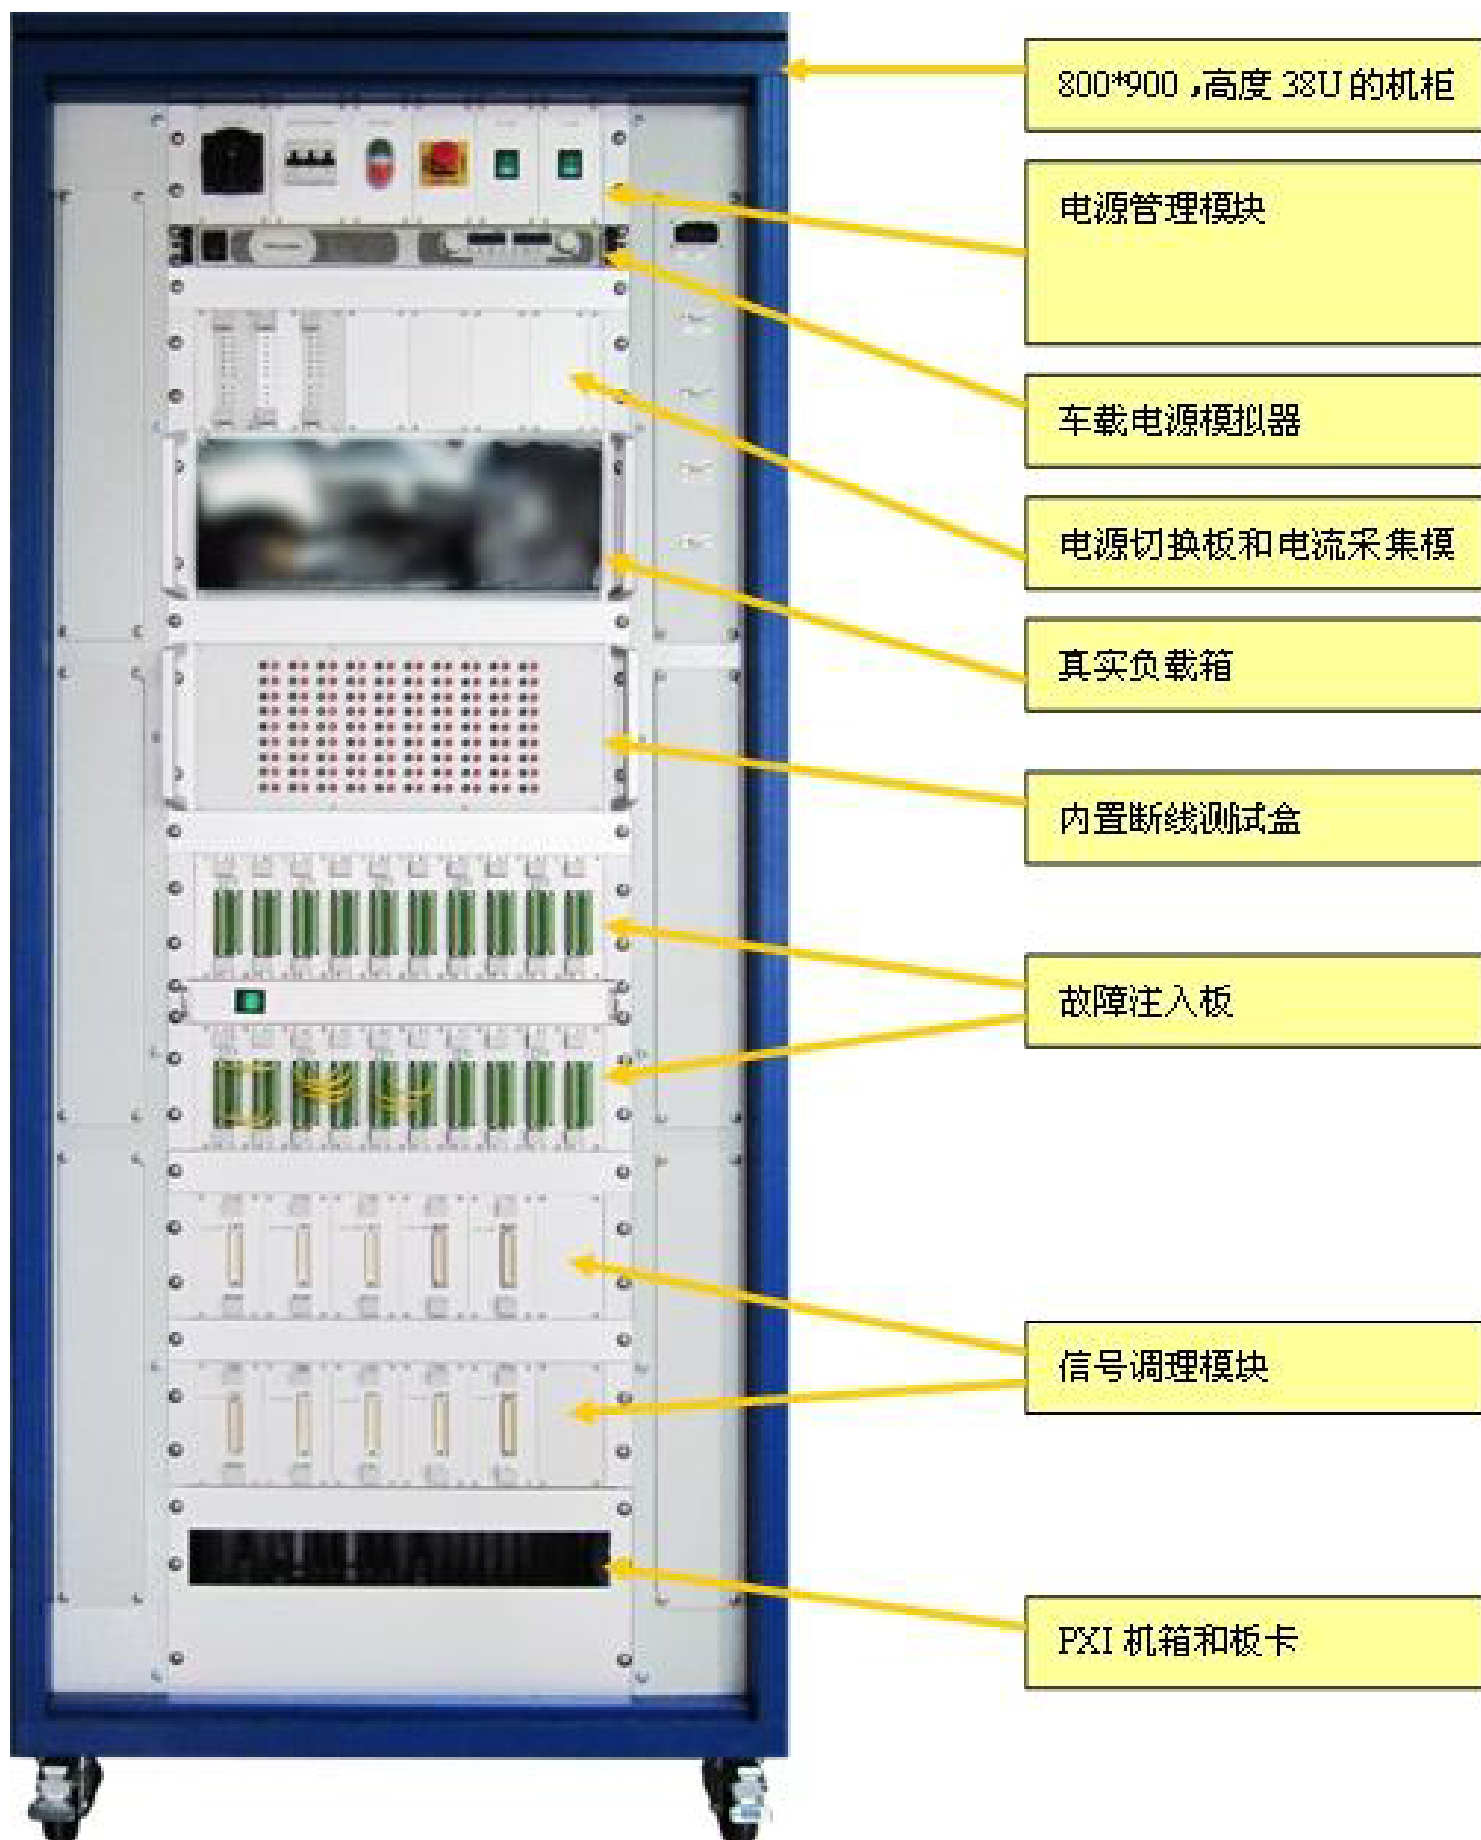 800*900，高度 38U 的机柜
电源管理模块
车载电源模拟器
电源切换板和电流采集模
真实负载箱
内置断线测试盒
故障注入板
信号调理模块
PXI 机箱和板卡